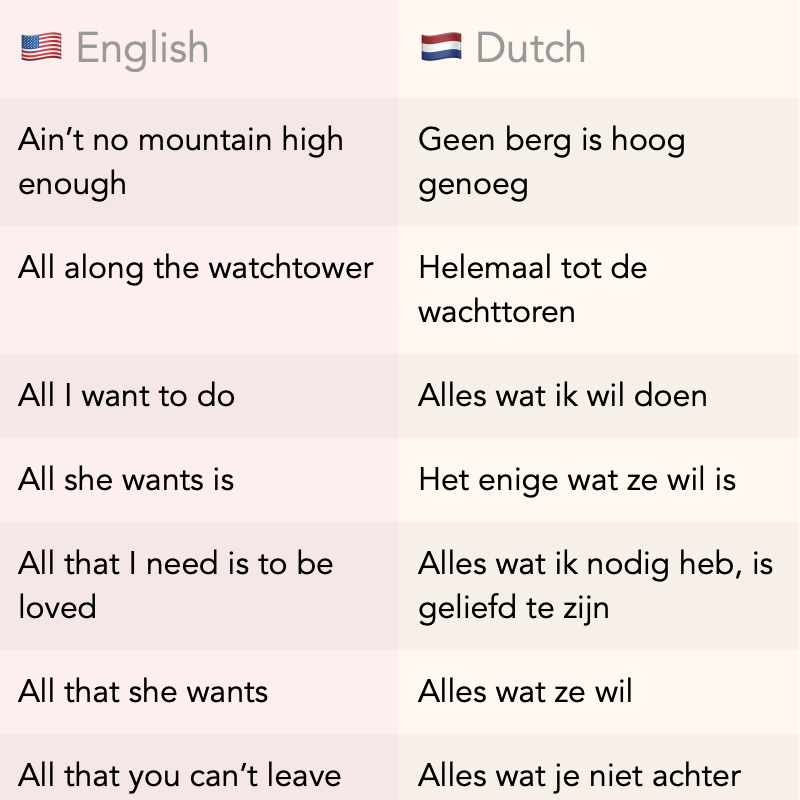 English
Dutch
Ain’t no mountain high
enough
Geen berg is hoog
genoeg
All along the watchtower
Helemaal tot de
wachttoren
All I want to do
Alles wat ik wil doen
All she wants is
Het enige wat ze wil is
All that I need is to be
loved
Alles wat ik nodig heb, is
geliefd te zijn
All that she wants
Alles wat ze wil
All that you can’t leave
Alles wat je niet achter